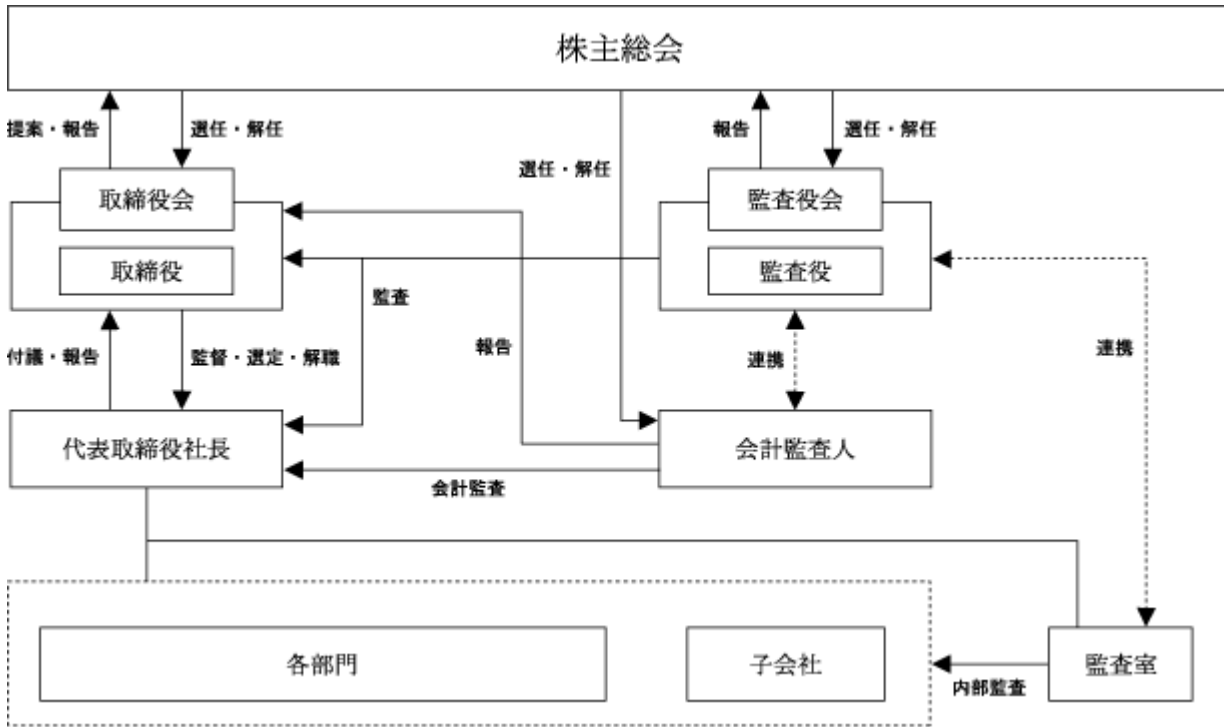 株主総会
提案・報告
選任・解任
選任・解任
報告
選任・解任
取締役会
監査役会
取締役
監査役
監査
付議・報告
監督・選定・解職
報告
連携
連携
代表取締役社長
会計監査人
会計監査
各部門
子会社
監査室
内部監査